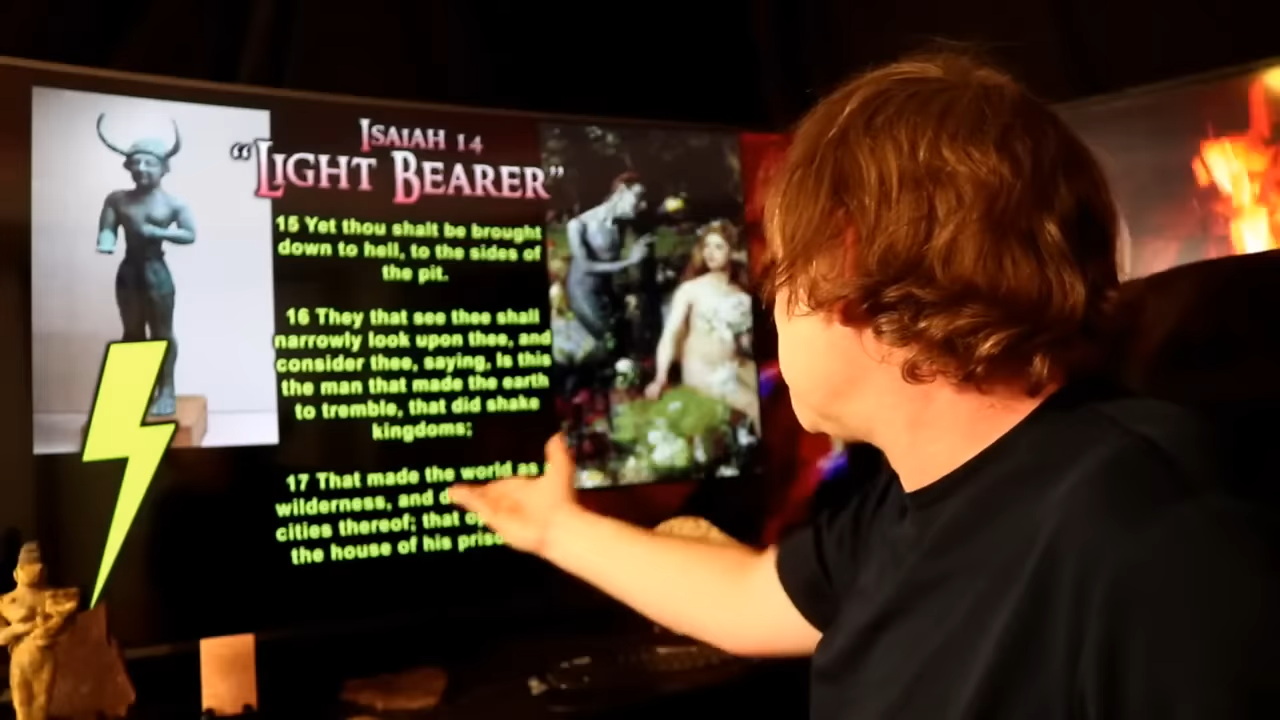 ISAIAH 14
"LIGHT BEARER"
15 Yet thou shalt be brought
down to hell, to the sides of
the pit.
16 They that see thee shall
narrowly look upon thee, and
consider thee, saying, Is this
the man that made the earth
to tremble, that did shake
kingdoms;
17 That made the world as
wilderness, and
cities thereof; that
the house of his